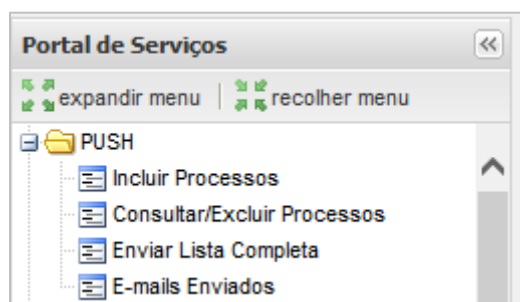 Portal de Serviços
expandir menu recolher menu
PUSH
Incluir Processos
Consultar/Excluir Processos
Enviar Lista Completa
E-mails Enviados